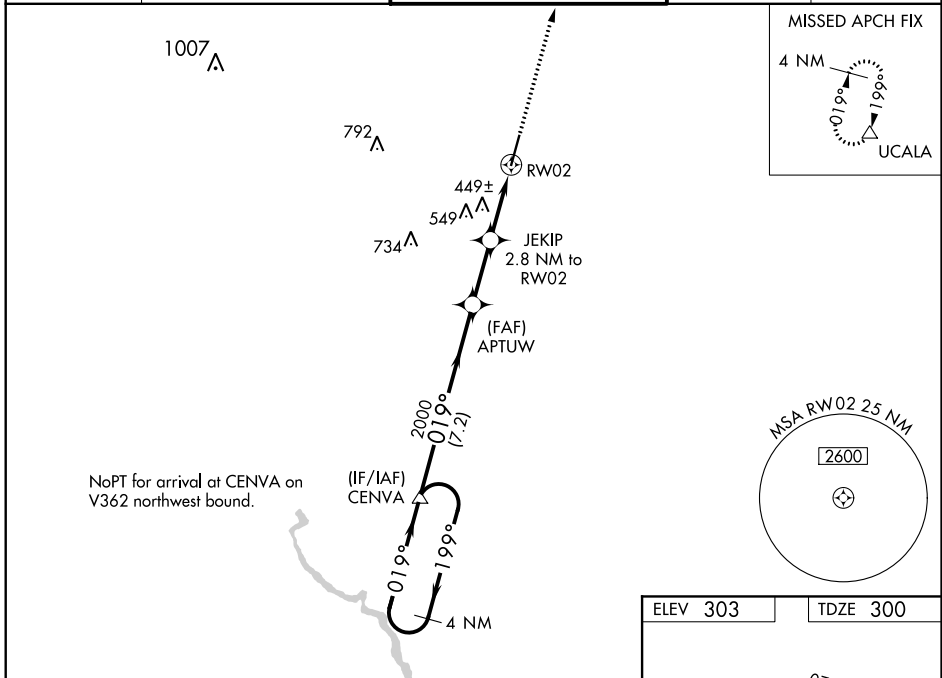 MISSED APCH FIX
4 NM
019°
199°
UCALA
1007
792
RW02
449±
549
734
JEKIP
2.8 NM to
RW02
(FAF)
APTUW
2000
019°
(7.2)
MSA RW02 25 NM
2600
NoPT for arrival at CENVA on
V362 northwest bound.
(IF/IAF)
CENVA
019°
199°
4 NM
ELEV 303
TDZE 300